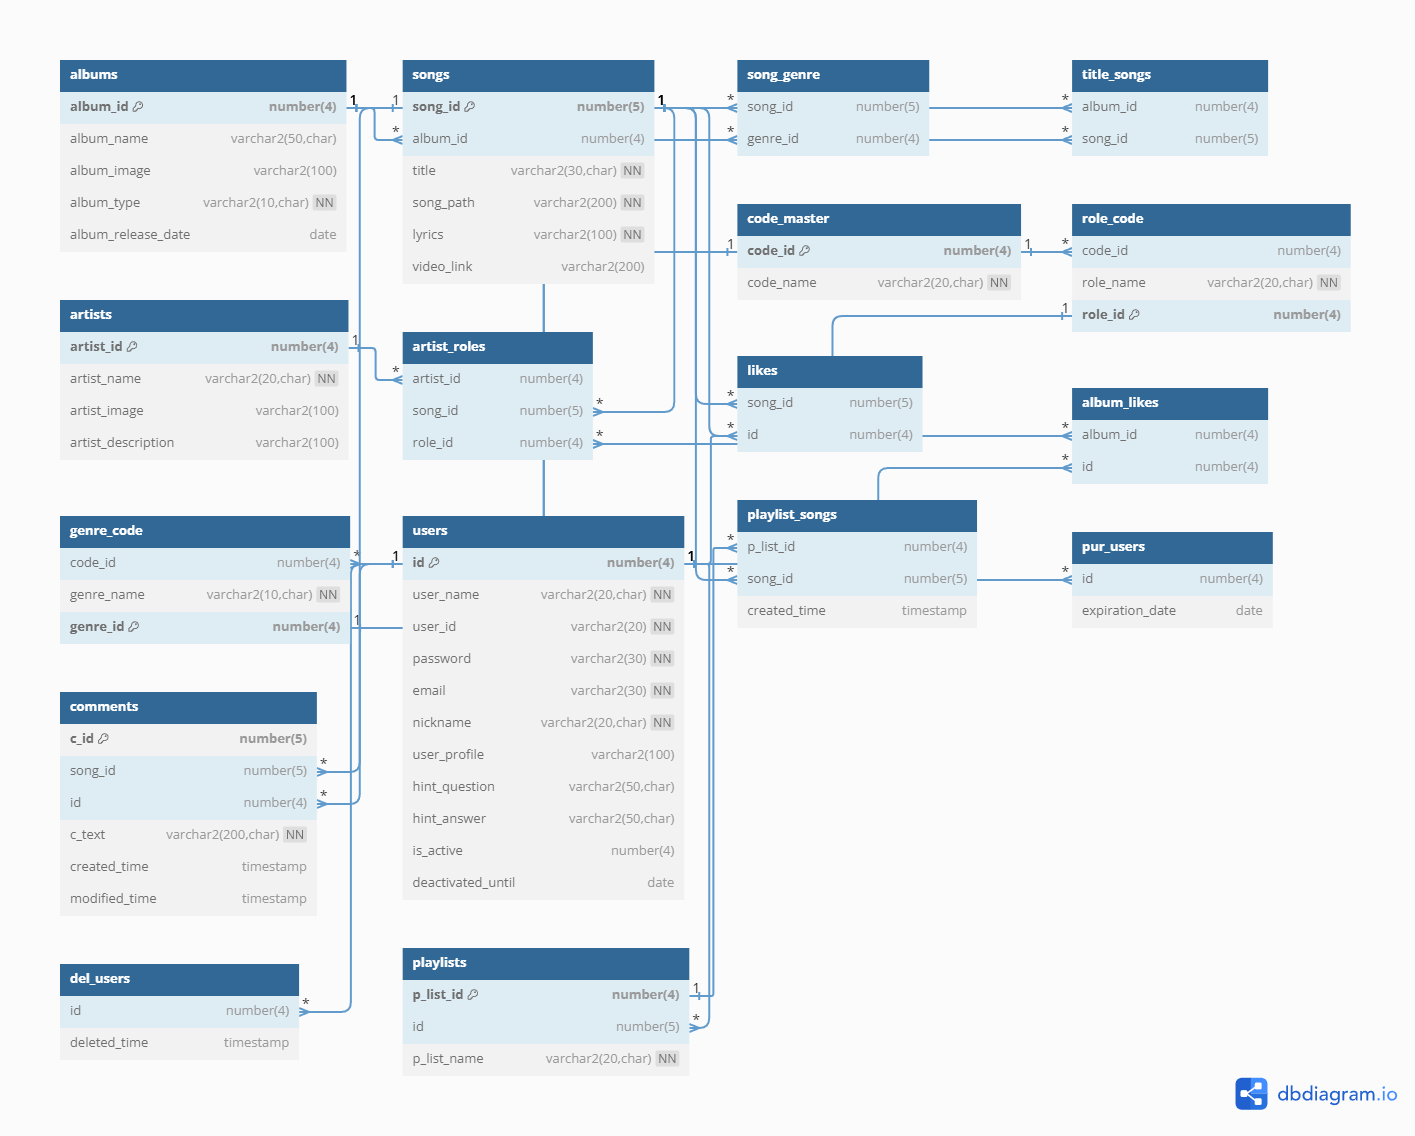 albums
album_id number(4)
album_name varchar2(50,char)
album_image varchar2(100)
album_type varchar2(10,char) NN
album_release_date date
1
1
*
songs
song_id number(5)
album_id number(4)
title varchar2(30,char) NN
song_path varchar2(200) NN
lyrics varchar2(100) NN
video_link varchar2(200)
1
*
*
song_genre
song_id number(5)
genre_id number(4)
*
*
title_songs
album_id number(4)
song_id number(5)
1
code_master
code_id number(4)
code_name varchar2(20,char) NN
1
*
role_code
code_id number(4)
role_name varchar2(20,char) NN
role_id number(4)
1
artists
artist_id number(4)
artist_name varchar2(20,char) NN
artist_image varchar2(100)
artist_description varchar2(100)
1
*
artist_roles
artist_id number(4)
song_id number(5)
role_id number(4)
*
*
*
*
likes
song_id number(5)
id number(4)
*
*
album_likes
album_id number(4)
id number(4)
genre_code
code_id number(4)
genre_name varchar2(10,char) NN
genre_id number(4)
*
1
1
users
id number(4)
user_name varchar2(20,char) NN
user_id varchar2(20) NN
password varchar2(30) NN
email varchar2(30) NN
nickname varchar2(20,char) NN
user_profile varchar2(100)
hint_question varchar2(50,char)
hint_answer varchar2(50,char)
is_active number(4)
deactivated_until date
1
*
*
playlist_songs
p_list_id number(4)
song_id number(5)
created_time timestamp
*
pur_users
id number(4)
expiration_date date
comments
c_id number(5)
song_id number(5)
id number(4)
c_text varchar2(200,char) NN
created_time timestamp
modified_time timestamp
*
*
del_users
id number(4)
deleted_time timestamp
*
playlists
p_list_id number(4)
id number(5)
p_list_name varchar2(20,char) NN
1
*
dbdiagram.io